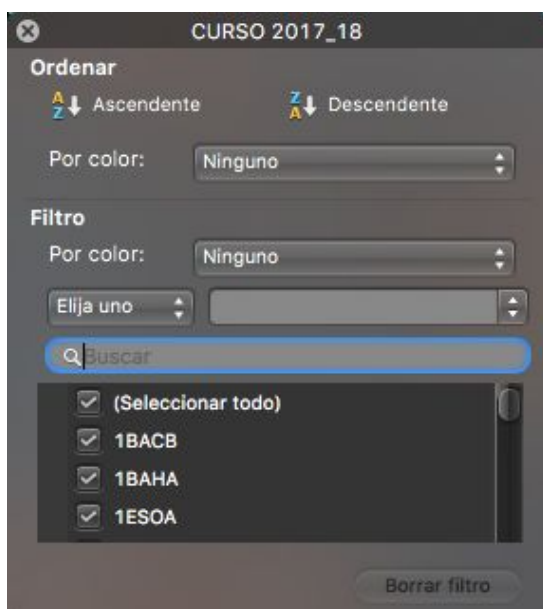 CURSO 2017_18
Ordenar
A Z Ascendente Z A Descendente
Por color: Ninguno
Filtro
Por color: Ninguno
Elija uno
Buscar
(Seleccionar todo)
1BACB
1BAHA
1ESOA
Borrar filtro